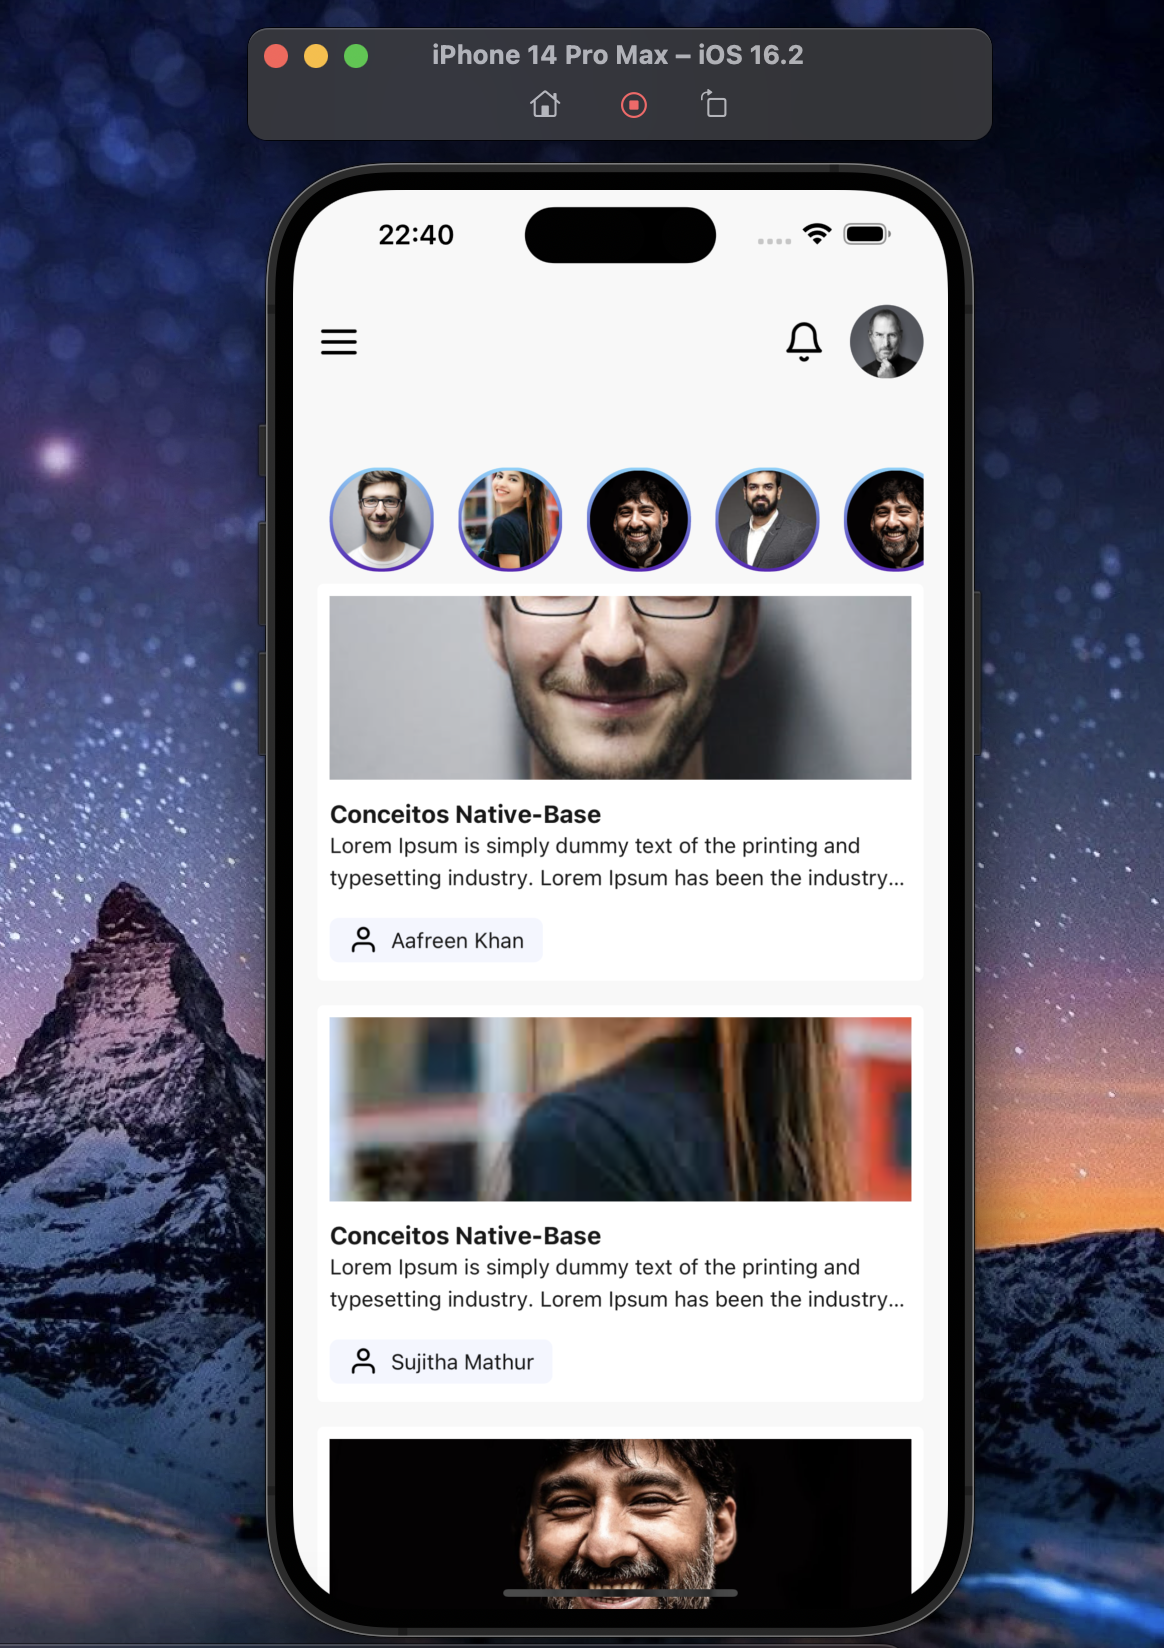 iPhone 14 Pro Max – iOS 16.2
22:40
Conceitos Native-Base
Lorem Ipsum is simply dummy text of the printing and
typesetting industry. Lorem Ipsum has been the industry...
Aafreen Khan
Conceitos Native-Base
Lorem Ipsum is simply dummy text of the printing and
typesetting industry. Lorem Ipsum has been the industry...
Sujitha Mathur